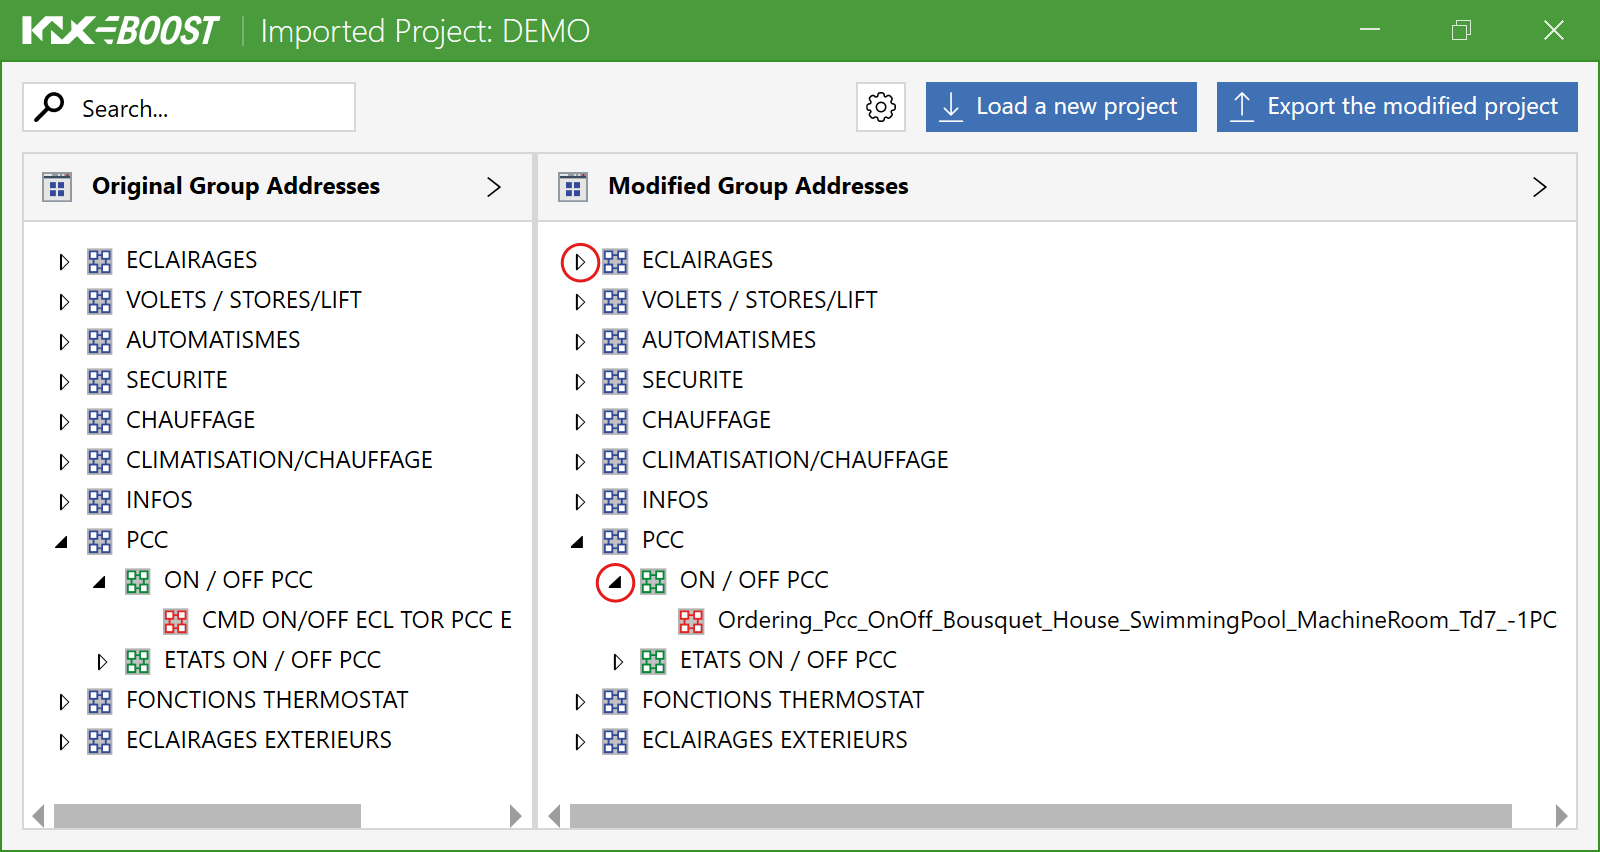 KNX BOOST Imported Project: DEMO
Search...
Load a new project
Export the modified project
Original Group Addresses
ECLAIRAGES
VOLETS / STORES/LIFT
AUTOMATISMES
SECURITE
CHAUFFAGE
CLIMATISATION/CHAUFFAGE
INFOS
PCC
ON / OFF PCC
CMD ON/OFF ECL TOR PCC E
ETATS ON / OFF PCC
FONCTIONS THERMOSTAT
ECLAIRAGES EXTERIEURS
Modified Group Addresses
ECLAIRAGES
VOLETS / STORES/LIFT
AUTOMATISMES
SECURITE
CHAUFFAGE
CLIMATISATION/CHAUFFAGE
INFOS
PCC
ON / OFF PCC
Ordering_Pcc_OnOff_Bousquet_House_SwimmingPool_MachineRoom_Td7_-1PC
ETATS ON / OFF PCC
FONCTIONS THERMOSTAT
ECLAIRAGES EXTERIEURS